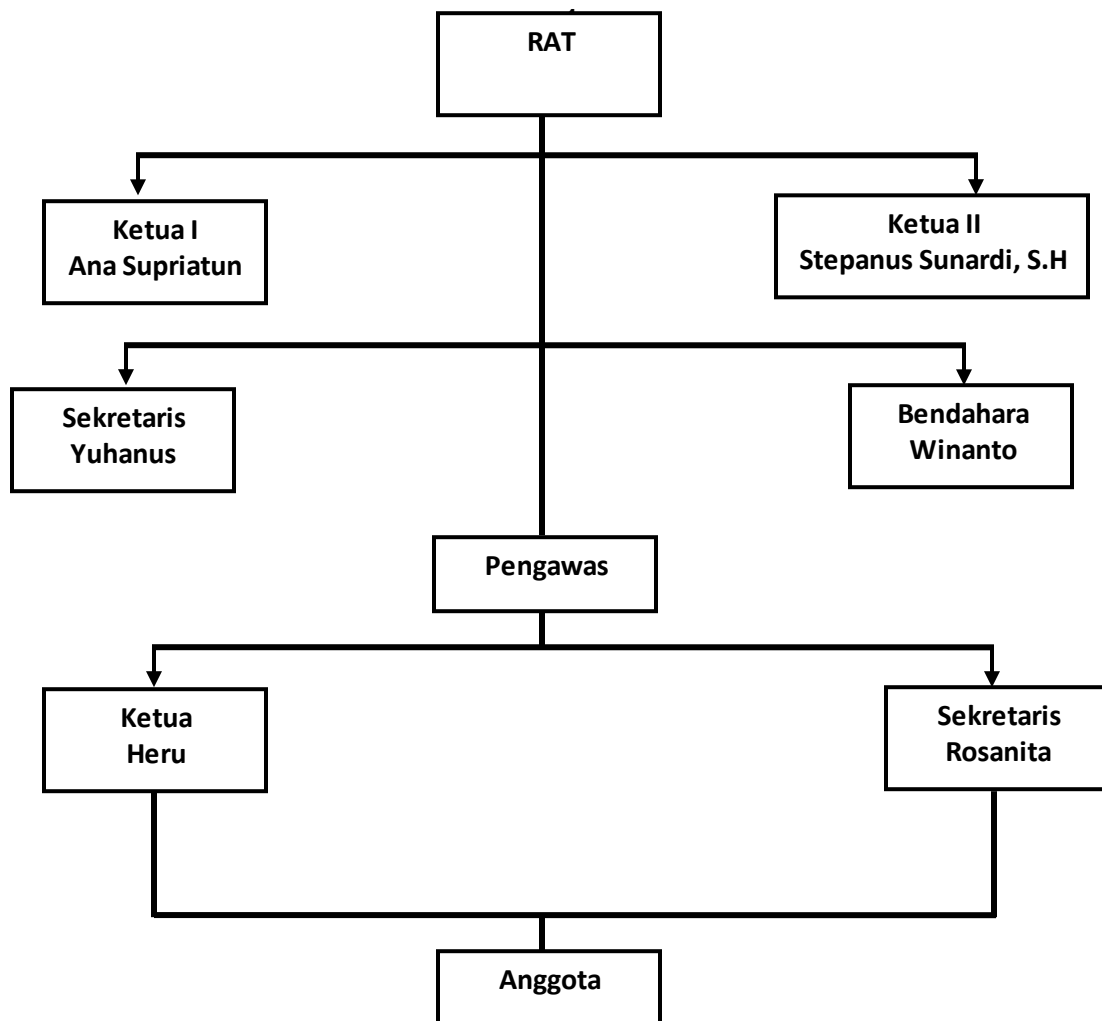 RAT
Ketua I
Ana Supriatun
Ketua II
Stepanus Sunardi, S.H
Sekretaris
Yuhanus
Bendahara
Winanto
Pengawas
Ketua
Heru
Sekretaris
Rosanita
Anggota